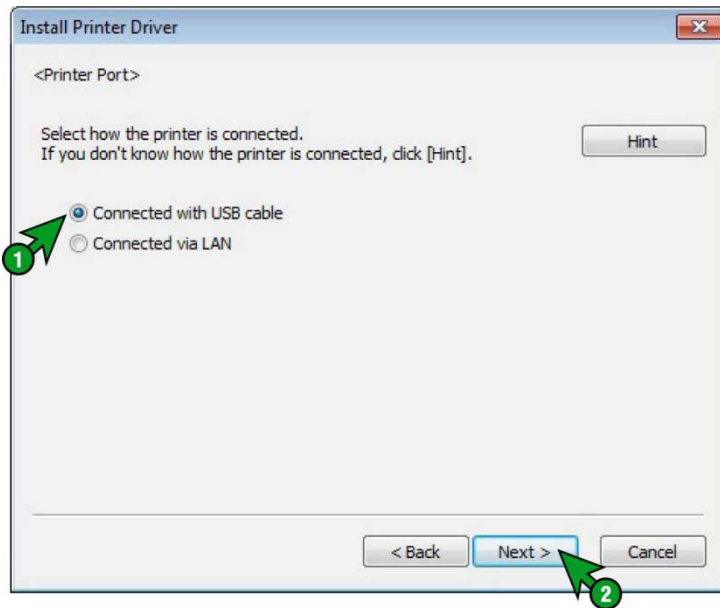 Install Printer Driver
<Printer Port>
Select how the printer is connected.
If you don't know how the printer is connected, click [Hint].
Hint
Connected with USB cable
1
Connected via LAN
< Back
Next >
Cancel
2